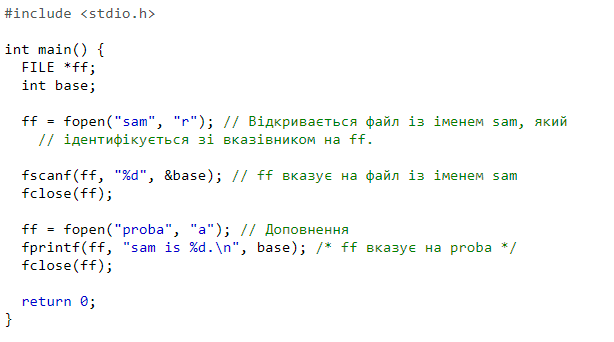 #include <stdio.h>

int main() {
  FILE *ff;
  int base;

  ff = fopen("sam", "r"); // Відкривається файл із іменем sam, який
    // ідентифікується зі вказівником на ff.

  fscanf(ff, "%d", &base); // ff вказує на файл із іменем sam
  fclose(ff);

  ff = fopen("proba", "a"); // Доповнення
  fprintf(ff, "sam is %d.\n", base); /* ff вказує на proba */
  fclose(ff);

  return 0;
}